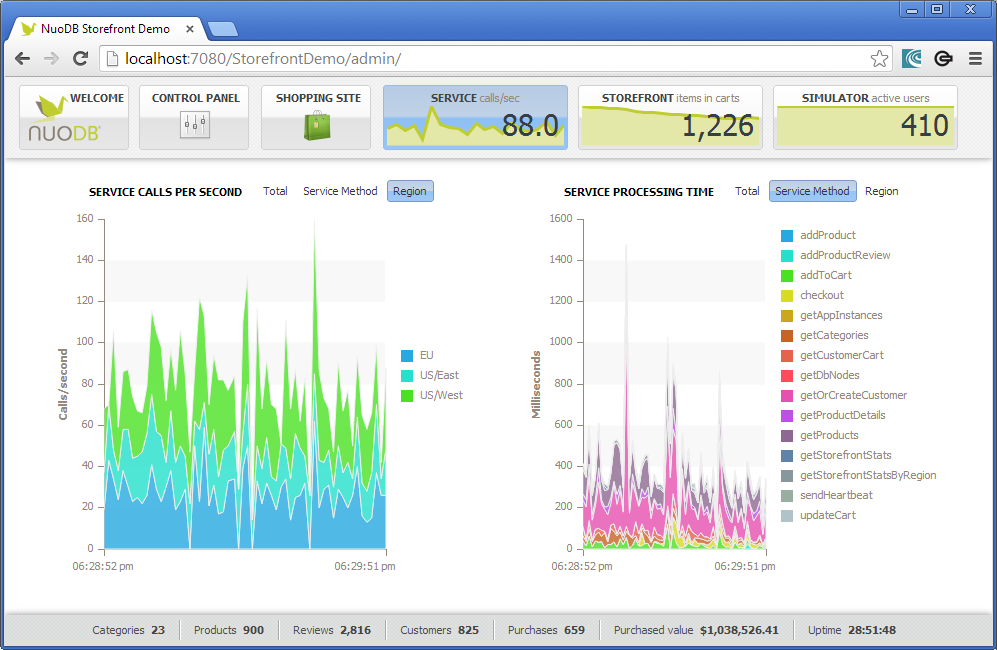 NuoDB Storefront Demo
localhost:7080/StorefrontDemo/admin/
WELCOME
NUODB
CONTROL PANEL
SHOPPING SITE
SERVICE calls/sec
88.0
STOREFRONT items in carts
1,226
SIMULATOR active users
410
SERVICE CALLS PER SECOND Total Service Method Region
Calls/second
160
140
120
100
80
60
40
20
0
06:28:52 pm 06:29:51 pm
EU
US/East
US/West
SERVICE PROCESSING TIME Total Service Method Region
Milliseconds
1600
1400
1200
1000
800
600
400
200
0
06:28:52 pm 06:29:51 pm
addProduct
addProductReview
addToCart
checkout
getAppInstances
getCategories
getCustomerCart
getDbNodes
getOrCreateCustomer
getProductDetails
getProducts
getStorefrontStats
getStorefrontStatsByRegion
sendHeartbeat
updateCart
Categories 23 Products 900 Reviews 2,816 Customers 825 Purchases 659 Purchased value $1,038,526.41 Uptime 28:51:48